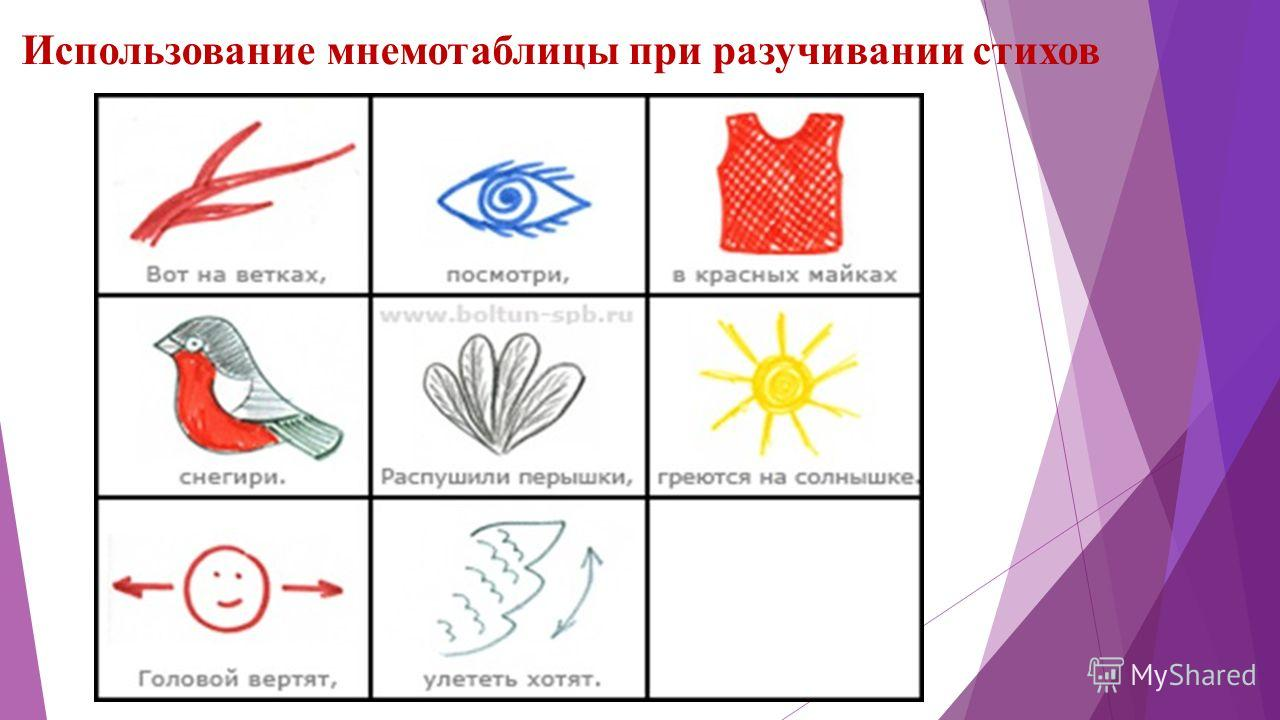 Использование мнемотаблицы при разучивании стихов
Вот на ветках,
посмотри,
в красных майках
снегири.
www.boltun-spb.ru
Распушили перышки,
греются на солнышке.
Головой вертят,
улететь хотят.
MyShared